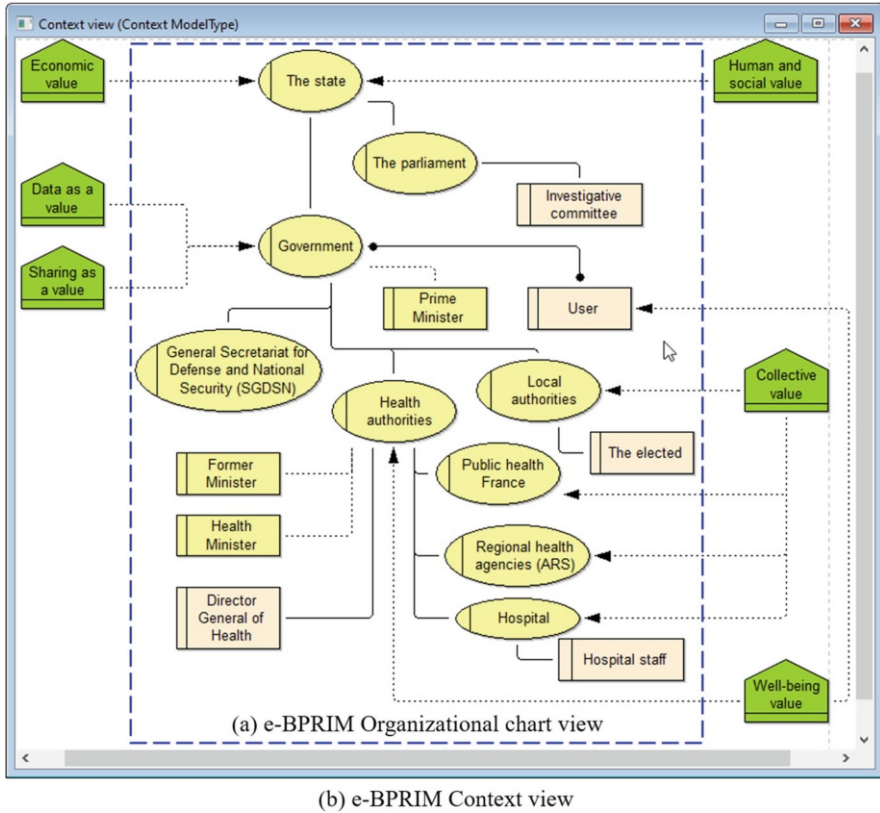 Context view (Context ModelType)
Economic
value
The state
Human and
social value
The parliament
Data as a
value
Investigative
committee
Government
Sharing as
a value
Prime
Minister
User
General Secretariat for
Defense and National
Security (SGDSN)
Local
authorities
Collective
value
Health
authorities
The elected
Former
Minister
Public health
France
Health
Minister
Regional health
agencies (ARS)
Director
General of
Health
Hospital
Hospital staff
Well-being
value
(a) e-BPRIM Organizational chart view
(b) e-BPRIM Context view